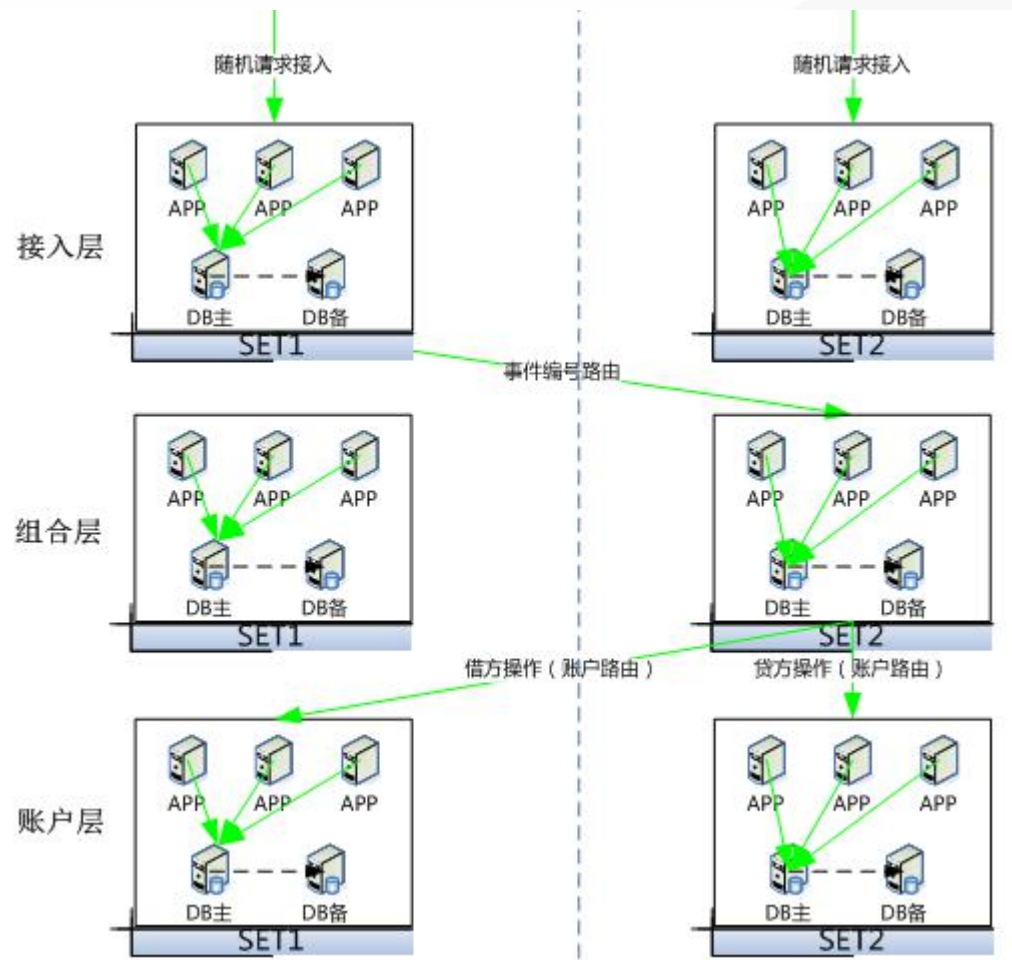 随机请求接入
随机请求接入
APP APP APP
APP APP APP
接入层
DB主 DB备
DB主 DB备
SET1
SET2
事件编号路由
APP APP APP
APP APP APP
组合层
DB主 DB备
DB主 DB备
SET1
SET2
借方操作（账户路由）
贷方操作（账户路由）
APP APP APP
APP APP APP
账户层
DB主 DB备
DB主 DB备
SET1
SET2